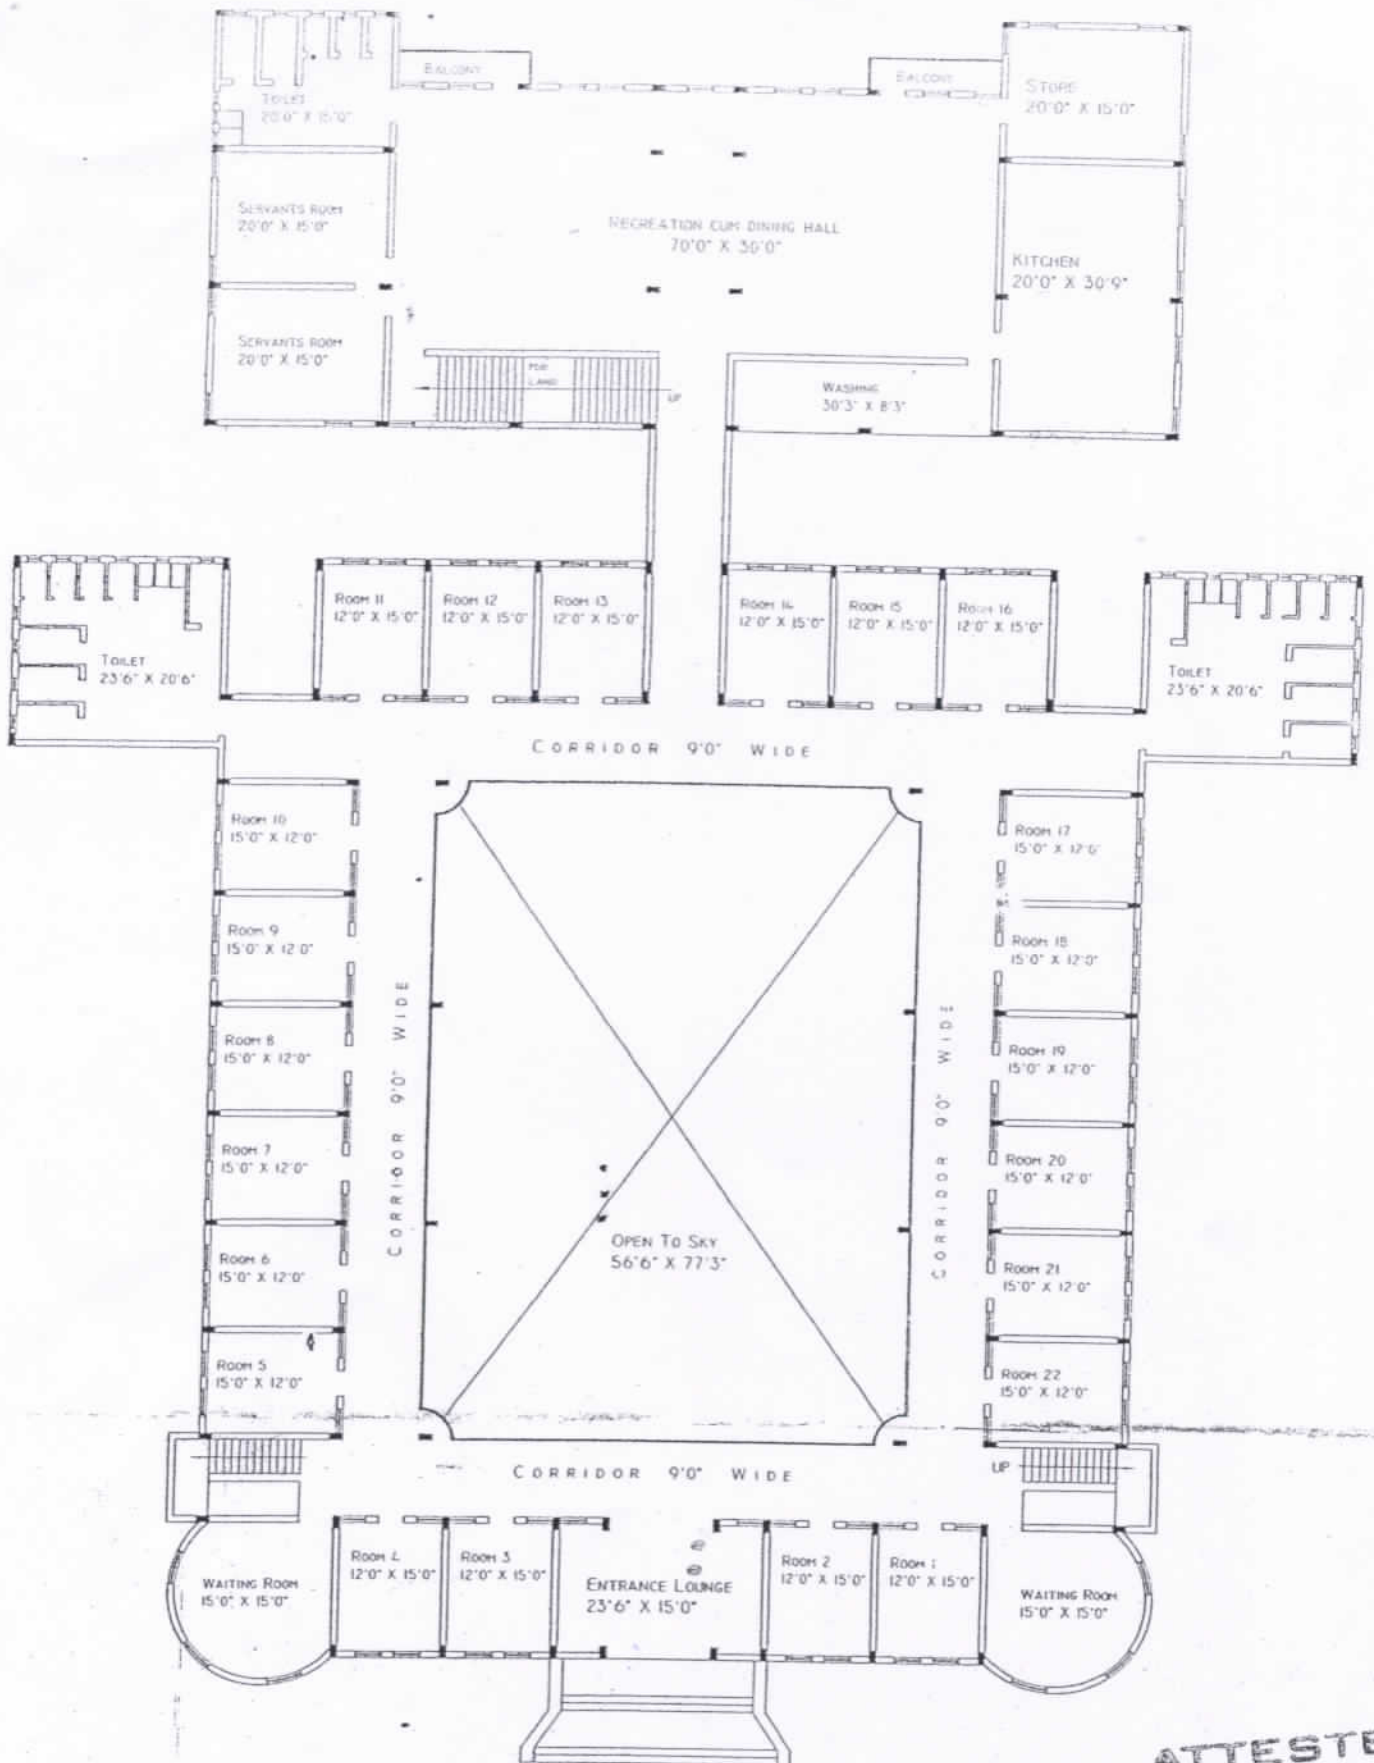 BALCONY
BALCONY
STORE
20'0" X 15'0"
TOILET
20'0" X 15'0"
SERVANTS ROOM
20'0" X 15'0"
RECREATION CUM DINING HALL
70'0" X 30'0"
KITCHEN
20'0" X 30'9"
SERVANTS ROOM
20'0" X 15'0"
UP
WASHING
30'3" X 8'3"
ROOM 11
12'0" X 15'0"
ROOM 12
12'0" X 15'0"
ROOM 13
12'0" X 15'0"
ROOM 14
12'0" X 15'0"
ROOM 15
12'0" X 15'0"
ROOM 16
12'0" X 15'0"
TOILET
23'6" X 20'6"
TOILET
23'6" X 20'6"
CORRIDOR 9'0" WIDE
ROOM 10
15'0" X 12'0"
ROOM 17
15'0" X 12'0"
ROOM 9
15'0" X 12'0"
ROOM 18
15'0" X 12'0"
CORRIDOR 9'0" WIDE
CORRIDOR 9'0" WIDE
ROOM 8
15'0" X 12'0"
ROOM 19
15'0" X 12'0"
ROOM 7
15'0" X 12'0"
ROOM 20
15'0" X 12'0"
OPEN TO SKY
56'6" X 77'3"
ROOM 6
15'0" X 12'0"
ROOM 21
15'0" X 12'0"
ROOM 5
15'0" X 12'0"
ROOM 22
15'0" X 12'0"
CORRIDOR 9'0" WIDE
UP
WAITING ROOM
15'0" X 15'0"
ROOM 4
12'0" X 15'0"
ROOM 3
12'0" X 15'0"
ENTRANCE LOUNGE
23'6" X 15'0"
ROOM 2
12'0" X 15'0"
ROOM 1
12'0" X 15'0"
WAITING ROOM
15'0" X 15'0"
ATTESTE